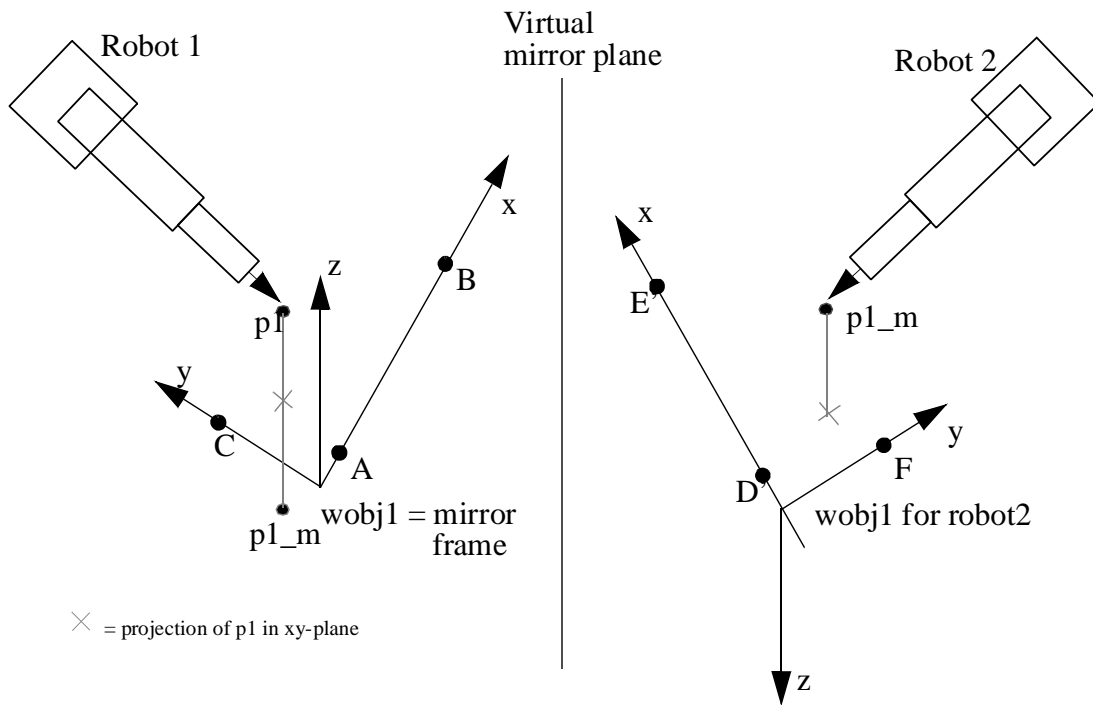 Robot 1
Virtual
mirror plane
Robot 2
x
B
z
p1
y
C
A
p1_m
wobj1 = mirror
frame
x
E’
p1_m
y
F
D’
wobj1 for robot2
z
= projection of p1 in xy-plane